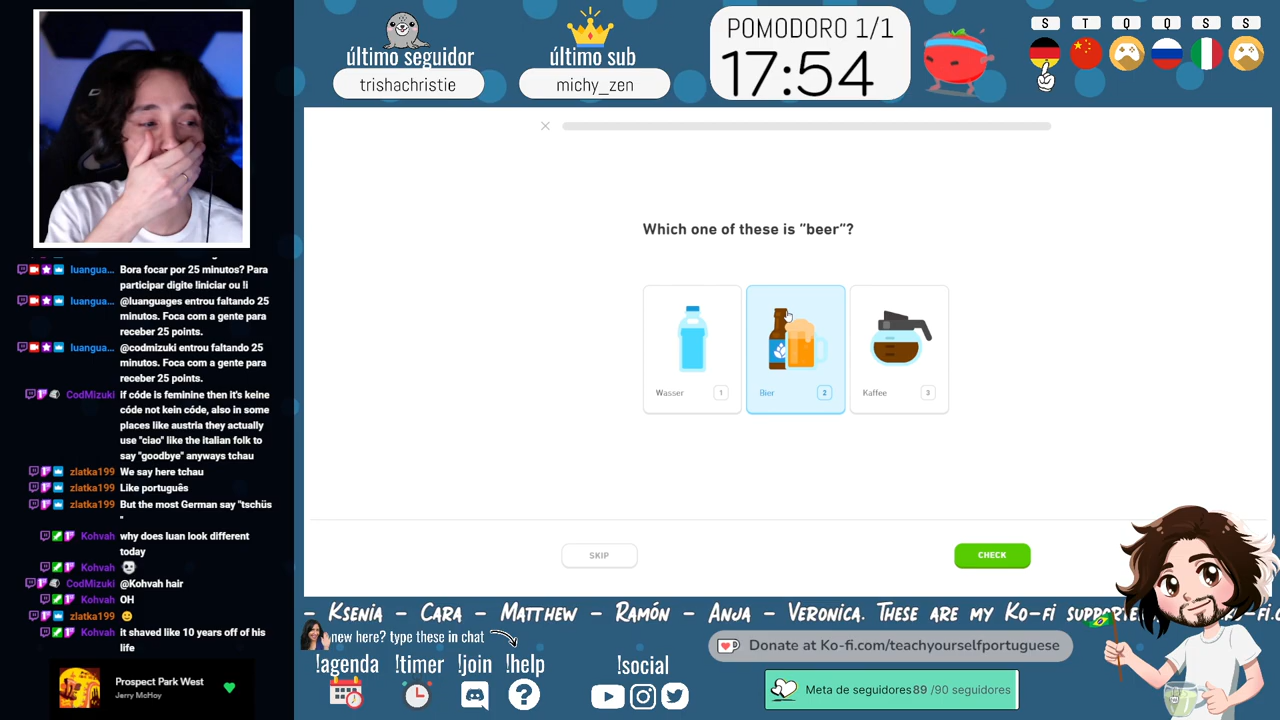 último seguidor
trishachristie
último sub
michy_zen
POMODORO 1/1
17:54
S T Q Q S S
Which one of these is "beer"?
Wasser 1
Bier 2
Kaffee 3
SKIP
CHECK
luangua... Bora focar por 25 minutos? Para
participar digite !iniciar ou !i
luangua... @luanguages entrou faltando 25
minutos. Foca com a gente para
receber 25 points.
luangua... @codmizuki entrou faltando 25
minutos. Foca com a gente para
receber 25 points.
CodMizuki if códe is feminine then it's keine
códe not kein códe, also in some
places like austria they actually
use "ciao" like the italian folk to
say "goodbye" anyways tchau
zlatka199 We say here tchau
zlatka199 Like português
zlatka199 But the most German say "tschüs
"
Kohvah why does luan look different
today
Kohvah
CodMizuki @Kohvah hair
Kohvah OH
zlatka199
Kohvah it shaved like 10 years off of his
life
Prospect Park West
Jerry McHoy
- Ksenia - Cara - Matthew - Ramón - Anja - Veronica. These are my Ko-fi supporte
new here? type these in chat
!agenda !timer !join !help !social
Donate at Ko-fi.com/teachyourselfportuguese
Meta de seguidores 89 /90 seguidores